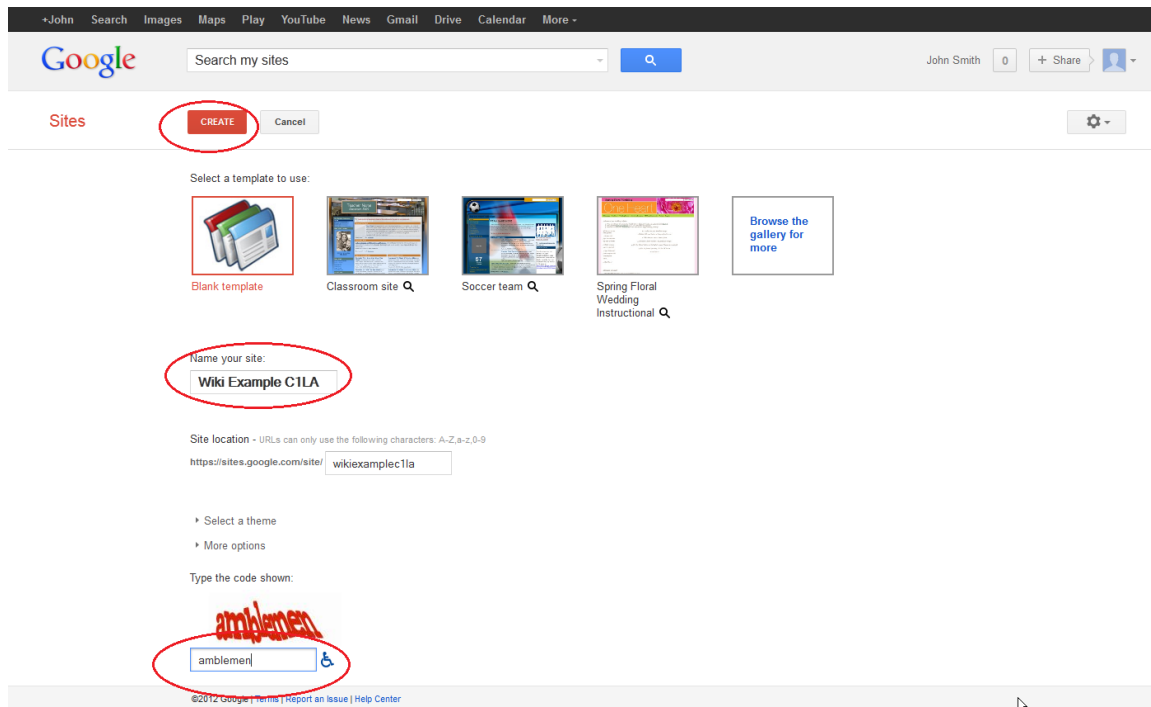 +John Search Images Maps Play YouTube News Gmail Drive Calendar More
Google Search my sites John Smith 0 + Share
Sites CREATE Cancel
Select a template to use:
Browse the
gallery for
more
Blank template Classroom site Soccer team Spring Floral
Wedding
Instructional
Name your site:
Wiki Example C1LA
Site location - URLs can only use the following characters: A-Z,a-z,0-9
https://sites.google.com/site/ wikiexamplec1la
Select a theme
More options
Type the code shown:
amblemen
amblemen
©2012 Google | Terms | Report an Issue | Help Center